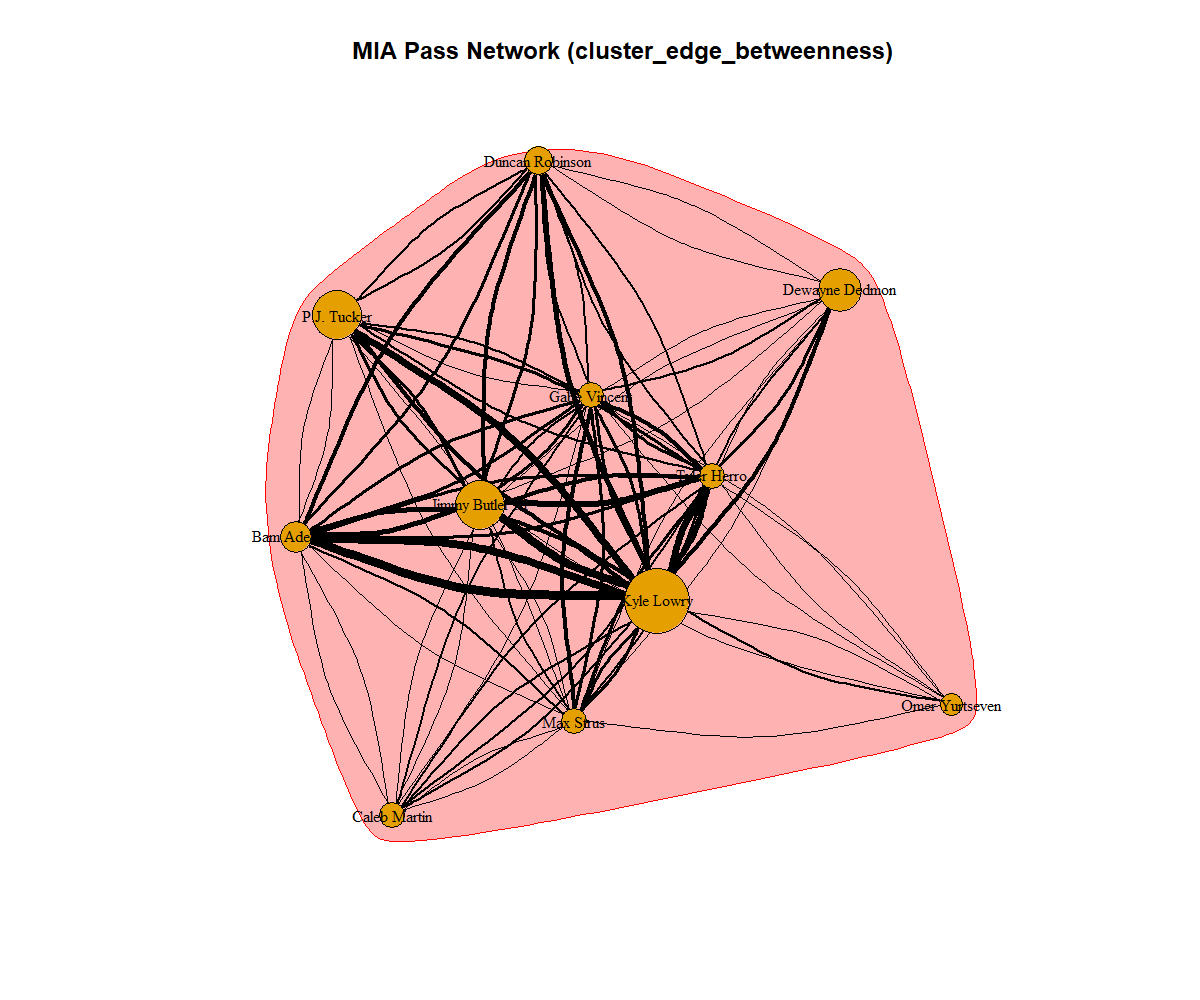 MIA Pass Network (cluster_edge_betweenness)
Duncan Robinson
Dewayne Dedmon
P.J. Tucker
Gabe Vincent
Tyler Herro
Jimmy Butler
Bam Ade
Kyle Lowry
Omer Yurtseven
Max Strus
Caleb Martin